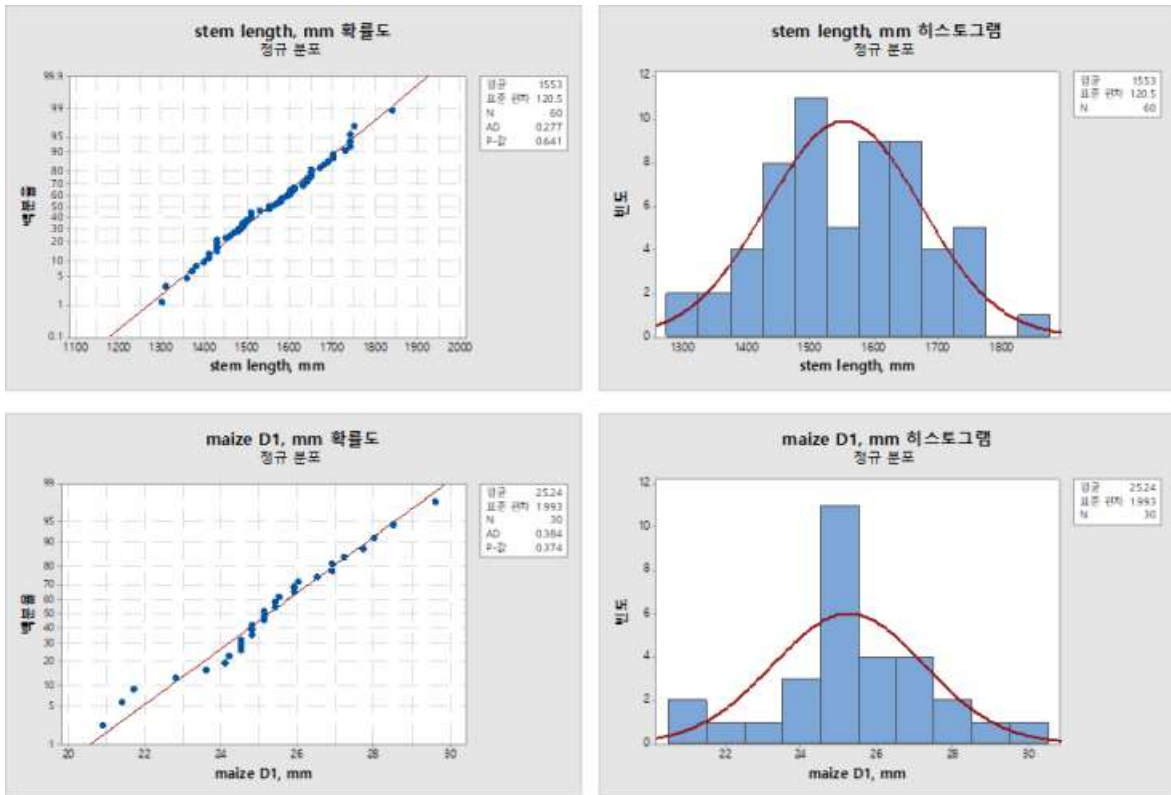 stem length, mm 확률도
정규 분포
99.9
99
95
90
80
70
60
50
40
30
20
10
5
1
0.1
백분율
1100 1200 1300 1400 1500 1600 1700 1800 1900 2000
stem length, mm
평균 1553
표준 편차 120.5
N 60
AD 0.277
P-값 0.641
stem length, mm 히스토그램
정규 분포
12
10
8
6
4
2
0
빈도
1300 1400 1500 1600 1700 1800
stem length, mm
평균 1553
표준 편차 120.5
N 60
maize D1, mm 확률도
정규 분포
99
95
90
80
70
60
50
40
30
20
10
5
1
백분율
20 22 24 26 28 30
maize D1, mm
평균 25.24
표준 편차 1.993
N 30
AD 0.384
P-값 0.374
maize D1, mm 히스토그램
정규 분포
12
10
8
6
4
2
0
빈도
22 24 26 28 30
maize D1, mm
평균 25.24
표준 편차 1.993
N 30